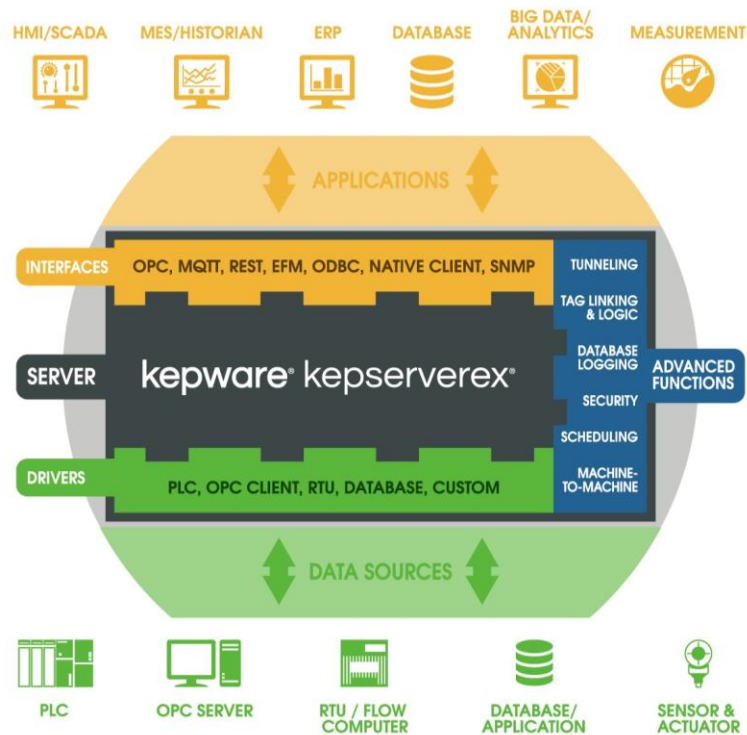 HMI/SCADA
MES/HISTORIAN
ERP
DATABASE
BIG DATA/
ANALYTICS
MEASUREMENT
APPLICATIONS
INTERFACES
OPC, MQTT, REST, EFM, ODBC, NATIVE CLIENT, SNMP
TUNNELING
TAG LINKING
& LOGIC
SERVER
kepware® kepserverex®
DATABASE
LOGGING
ADVANCED
FUNCTIONS
SECURITY
SCHEDULING
DRIVERS
PLC, OPC CLIENT, RTU, DATABASE, CUSTOM
MACHINE-
TO-MACHINE
DATA SOURCES
PLC
OPC SERVER
RTU / FLOW
COMPUTER
DATABASE/
APPLICATION
SENSOR &
ACTUATOR